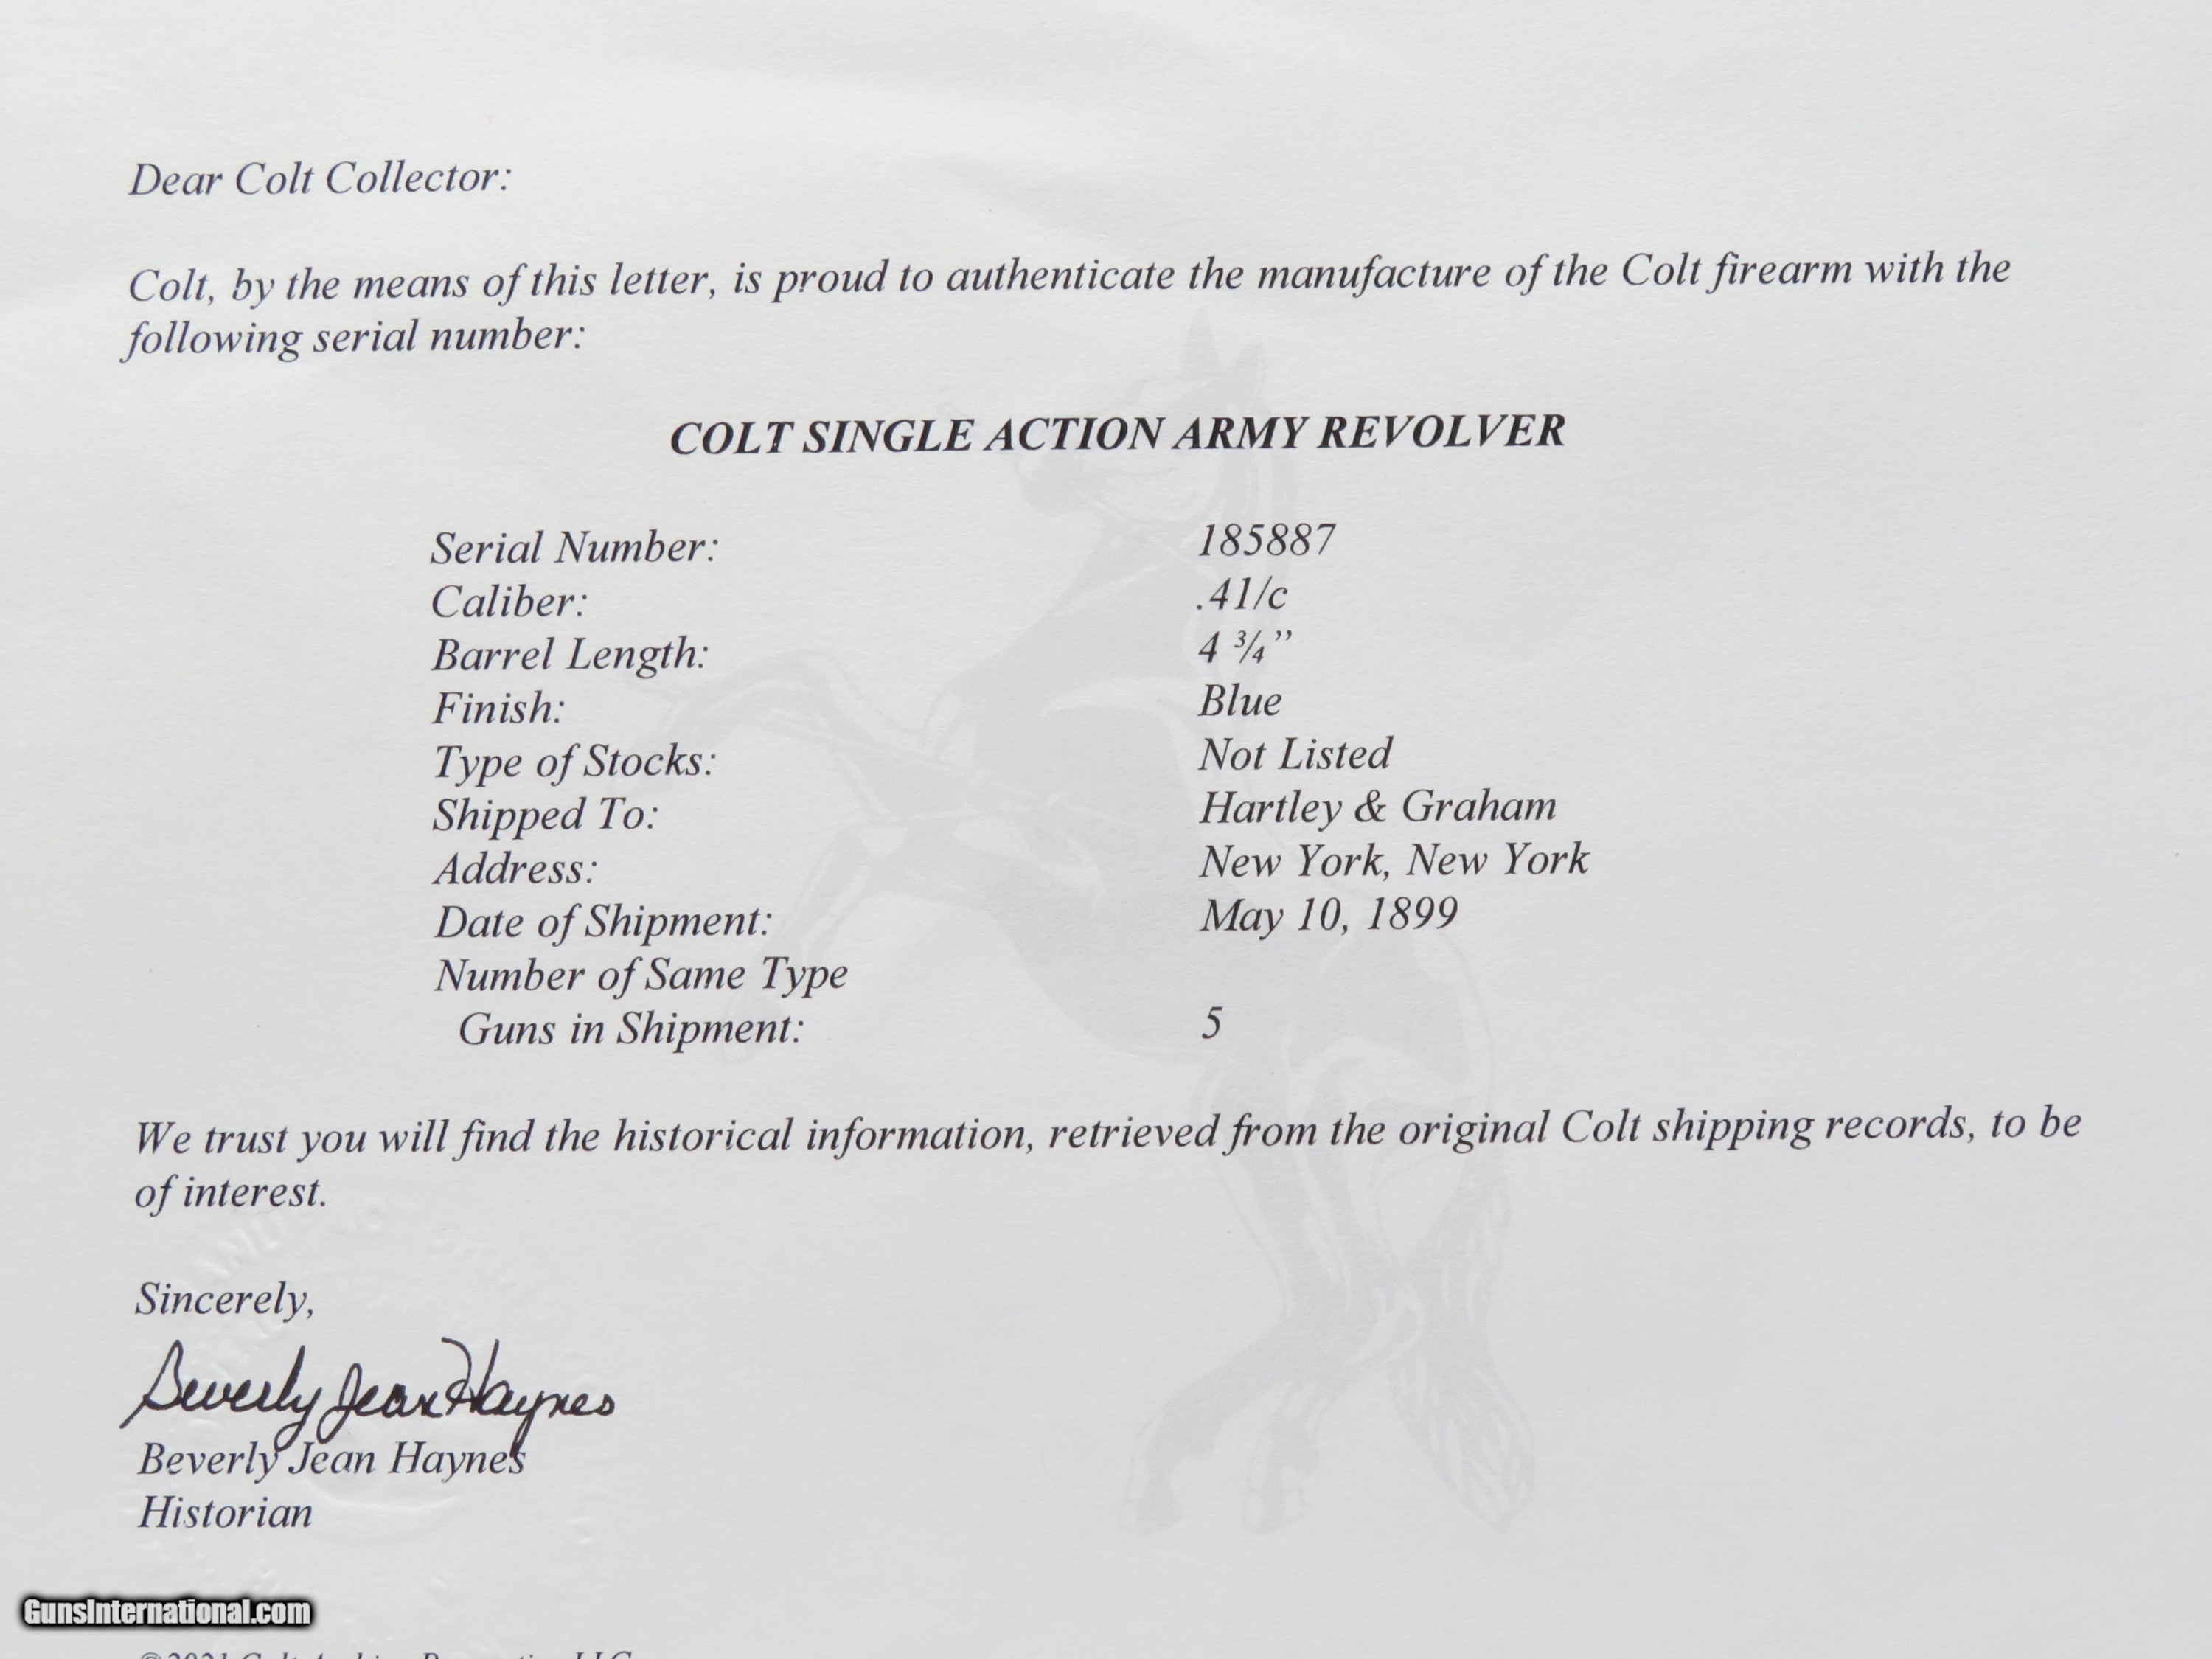 Dear Colt Collector:
Colt, by the means of this letter, is proud to authenticate the manufacture of the Colt firearm with the
following serial number:
COLT SINGLE ACTION ARMY REVOLVER
Serial Number: 185887
Caliber: .41/c
Barrel Length: 4 ¾”
Finish: Blue
Type of Stocks: Not Listed
Shipped To: Hartley & Graham
Address: New York, New York
Date of Shipment: May 10, 1899
Number of Same Type
Guns in Shipment: 5
We trust you will find the historical information, retrieved from the original Colt shipping records, to be
of interest.
Sincerely,
Beverly Jean Haynes
Beverly Jean Haynes
Historian
GunsInternational.com